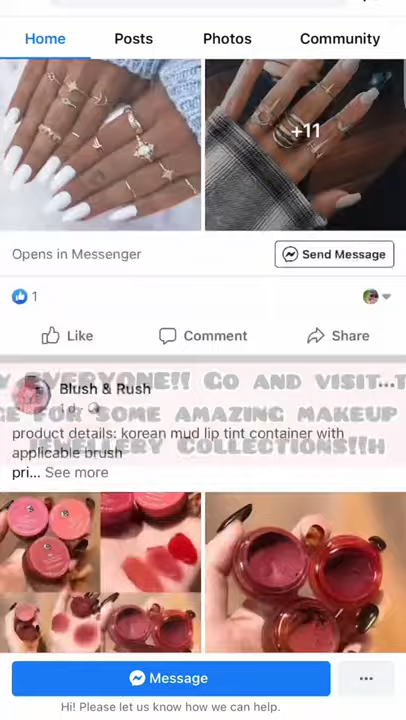 Home Posts Photos Community
+11
Opens in Messenger Send Message
1
Like Comment Share
EVERYONE!! GO AND VISIT..
Blush & Rush
1 d
FOR SOME AMAZING MAKEUP
product details: korean mud lip tint container with
applicable brush
JEWELLERY COLLECTIONS!!
pri... See more
Message
Hi! Please let us know how we can help.